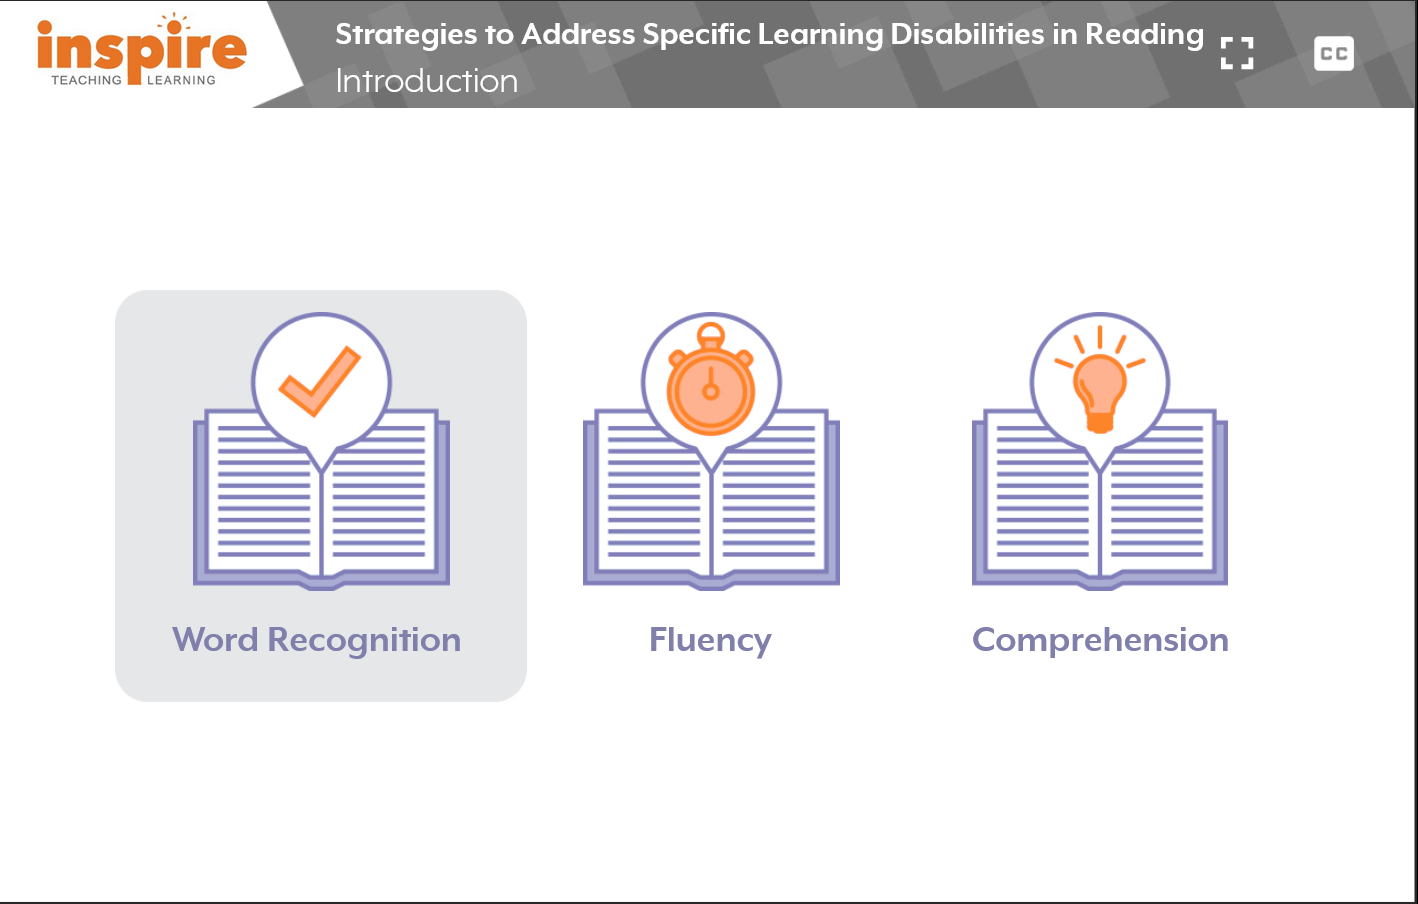 inspire
TEACHING LEARNING
Strategies to Address Specific Learning Disabilities in Reading
Introduction
CC
Word Recognition
Fluency
Comprehension